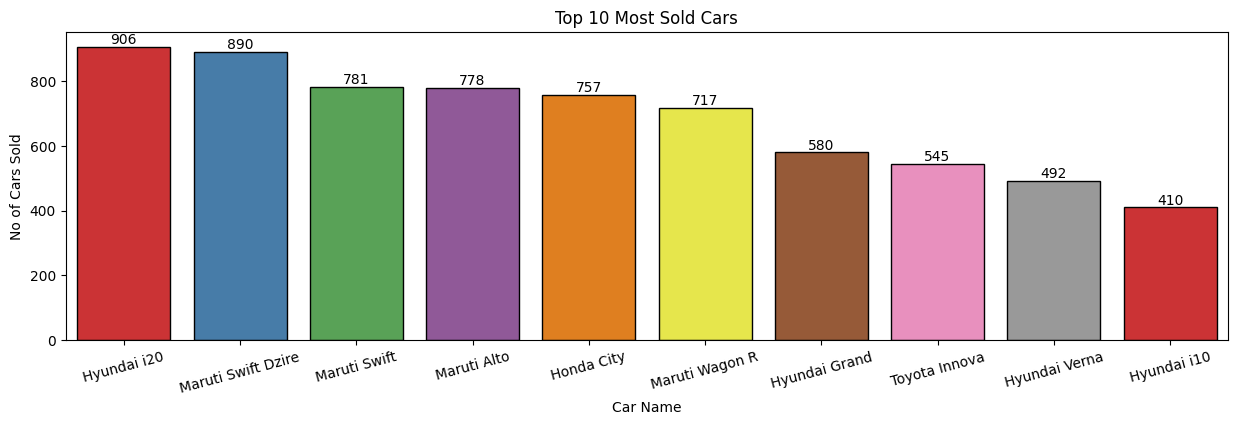 Top 10 Most Sold Cars
906
890
781
778
757
717
580
545
492
410
No of Cars Sold
800
600
400
200
0
Hyundai i20
Maruti Swift Dzire
Maruti Swift
Maruti Alto
Honda City
Maruti Wagon R
Hyundai Grand
Toyota Innova
Hyundai Verna
Hyundai i10
Car Name